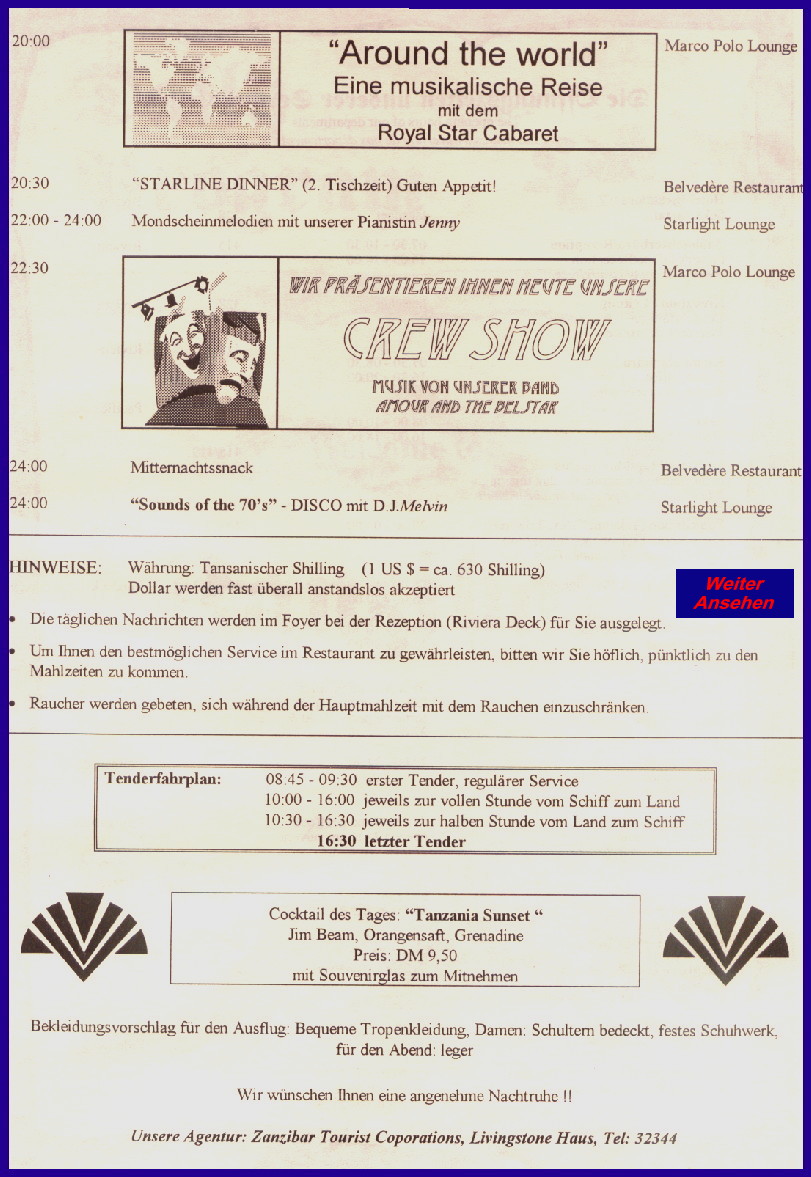 20:00
“Around the world”
Eine musikalische Reise
mit dem
Royal Star Cabaret
Marco Polo Lounge
20:30 “STARLINE DINNER” (2. Tischzeit) Guten Appetit! Belvedère Restaurant
22:00 - 24:00 Mondscheinmelodien mit unserer Pianistin Jenny Starlight Lounge
22:30
WIR PRÄSENTIEREN IHNEN HEUTE UNSERE
CREW SHOW
MUSIK VON UNSERER BAND
AMOUR AND THE BELSTAR
Marco Polo Lounge
24:00 Mitternachtssnack Belvedère Restaurant
24:00 “Sounds of the 70’s” - DISCO mit D.J.Melvin Starlight Lounge
HINWEISE: Währung: Tansanischer Shilling (1 US $ = ca. 630 Shilling)
Dollar werden fast überall anstandslos akzeptiert
Weiter
Ansehen
• Die täglichen Nachrichten werden im Foyer bei der Rezeption (Riviera Deck) für Sie ausgelegt.
• Um Ihnen den bestmöglichen Service im Restaurant zu gewährleisten, bitten wir Sie höflich, pünktlich zu den
Mahlzeiten zu kommen.
• Raucher werden gebeten, sich während der Hauptmahlzeit mit dem Rauchen einzuschränken.
Tenderfahrplan: 08:45 - 09:30 erster Tender, regulärer Service
10:00 - 16:00 jeweils zur vollen Stunde vom Schiff zum Land
10:30 - 16:30 jeweils zur halben Stunde vom Land zum Schiff
16:30 letzter Tender
Cocktail des Tages: “Tanzania Sunset “
Jim Beam, Orangensaft, Grenadine
Preis: DM 9,50
mit Souvenirglas zum Mitnehmen
Bekleidungsvorschlag für den Ausflug: Bequeme Tropenkleidung, Damen: Schultern bedeckt, festes Schuhwerk,
für den Abend: leger
Wir wünschen Ihnen eine angenehme Nachtruhe !!
Unsere Agentur: Zanzibar Tourist Coporations, Livingstone Haus, Tel: 32344